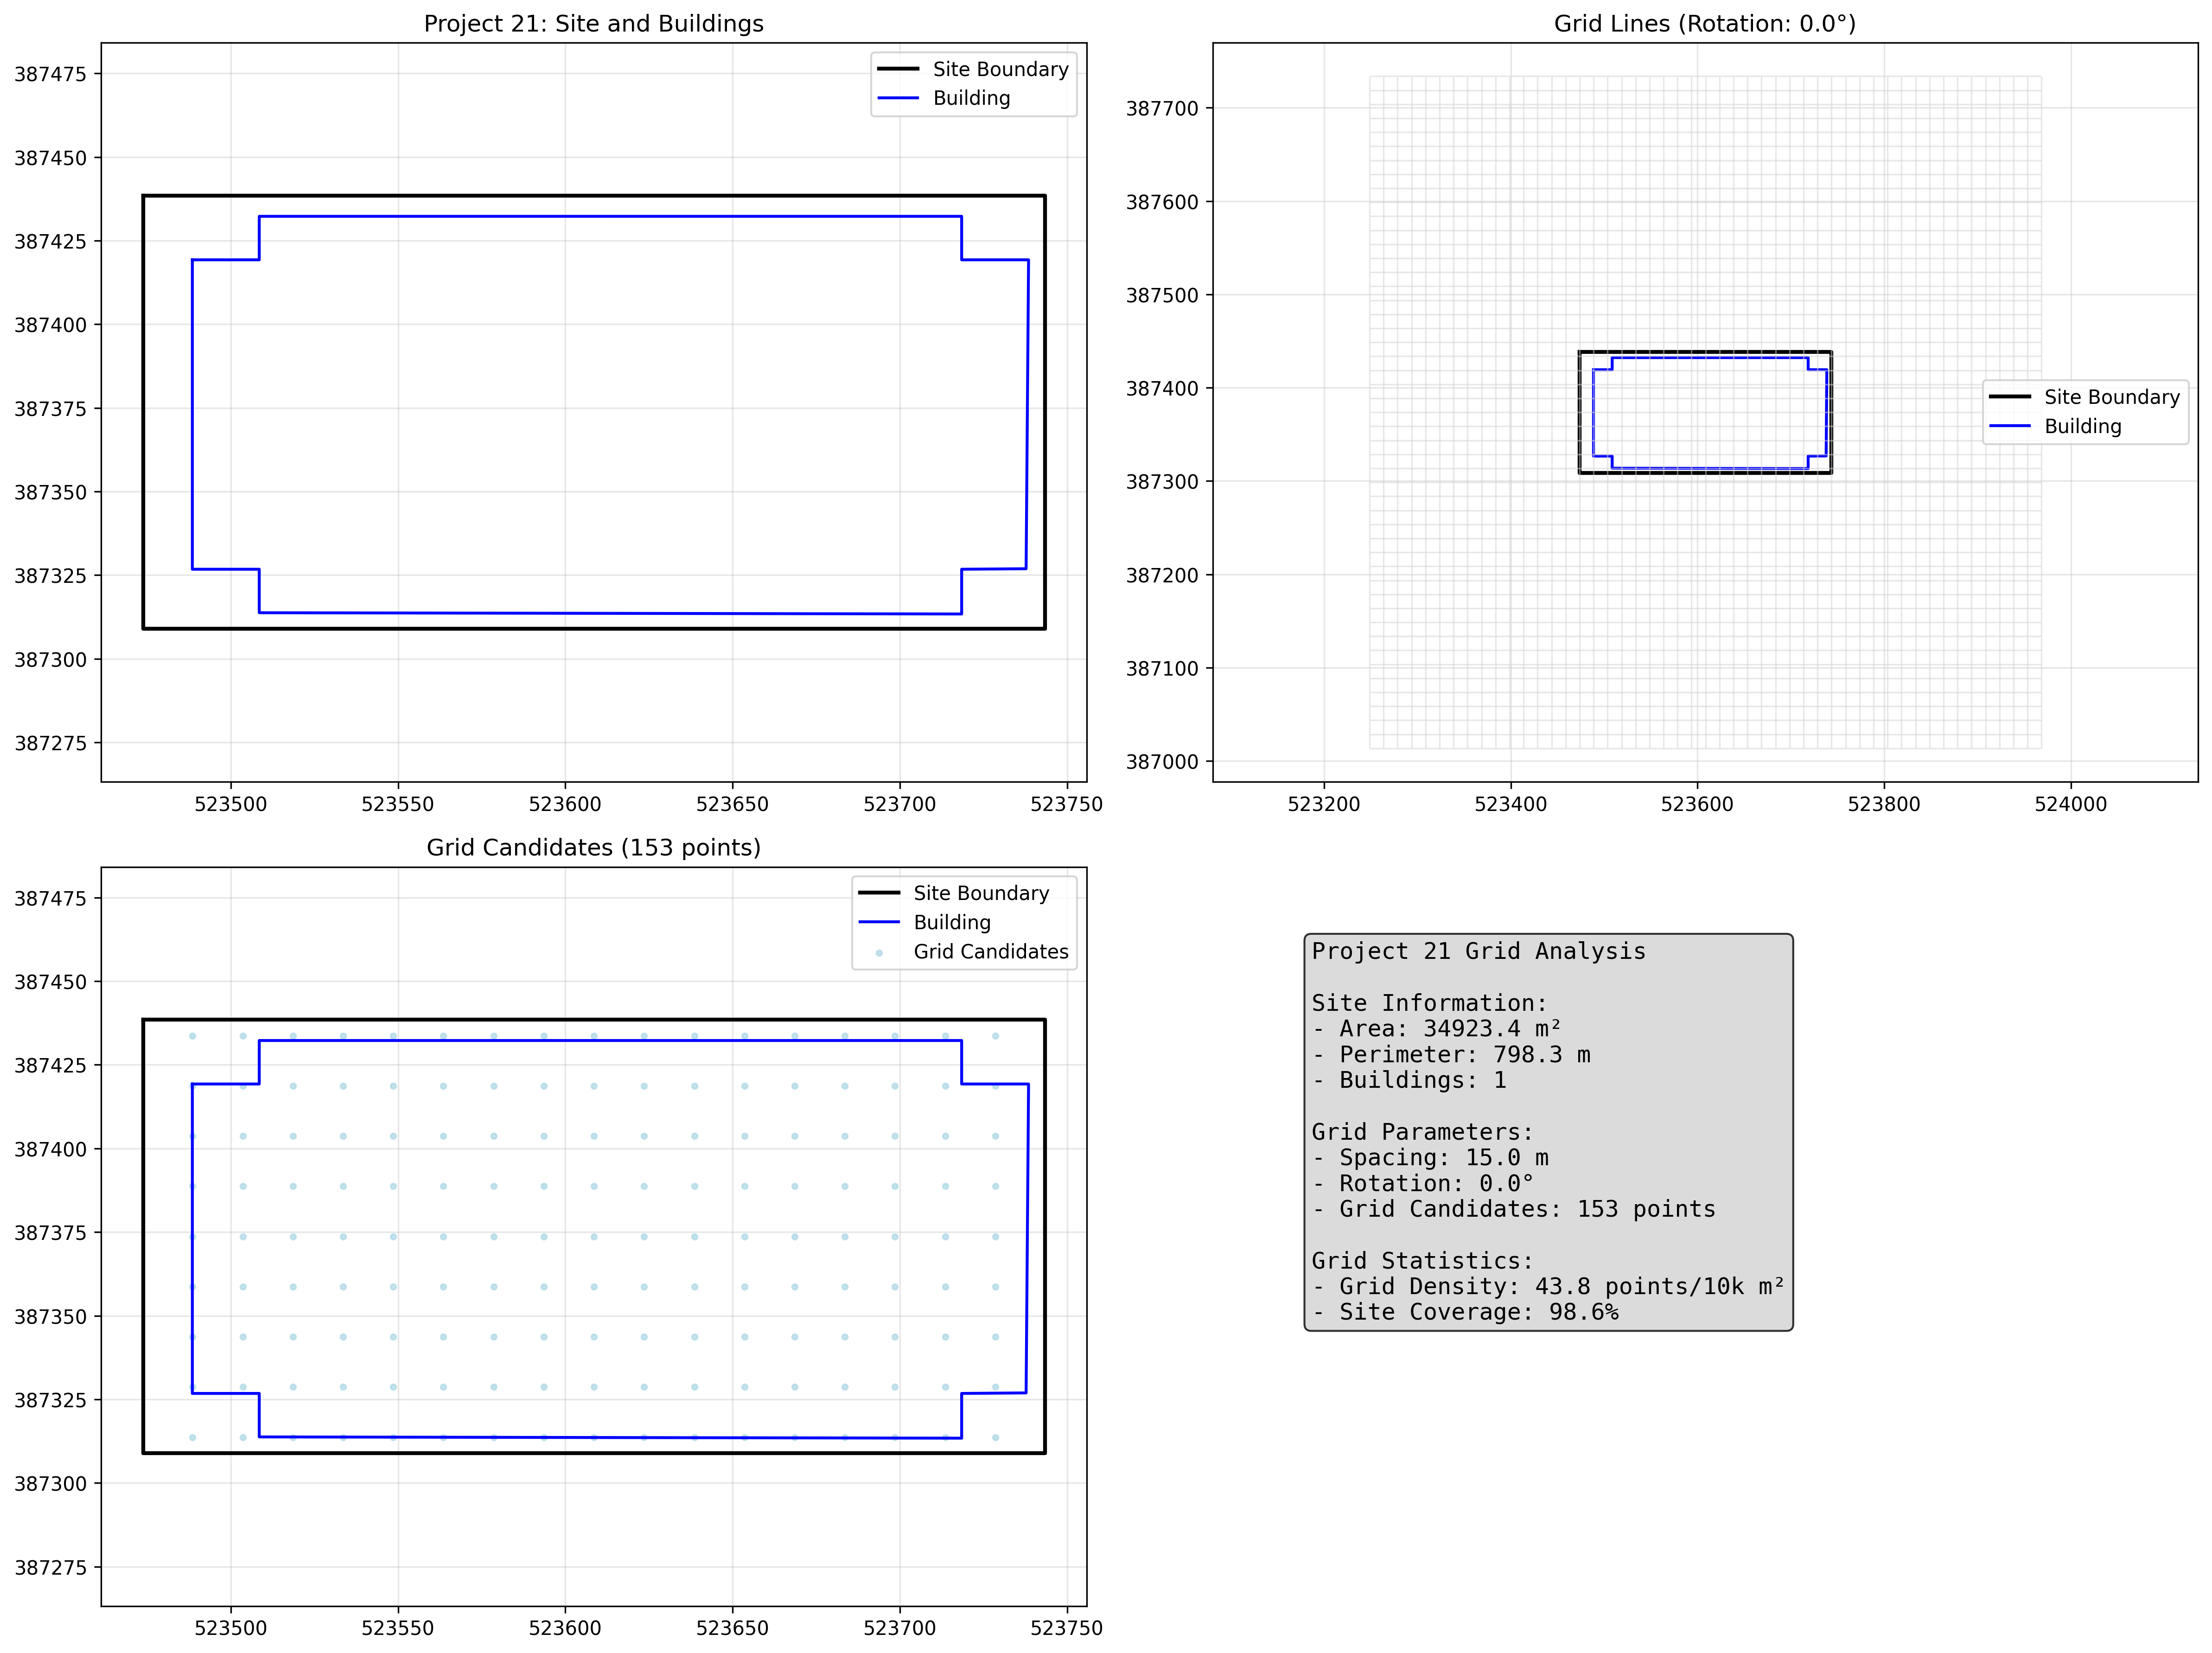 Project 21: Site and Buildings
387475
387450
387425
387400
387375
387350
387325
387300
387275
523500 523550 523600 523650 523700 523750
Site Boundary
Building
Grid Lines (Rotation: 0.0°)
387700
387600
387500
387400
387300
387200
387100
387000
523200 523400 523600 523800 524000
Site Boundary
Building
Grid Candidates (153 points)
387475
387450
387425
387400
387375
387350
387325
387300
387275
523500 523550 523600 523650 523700 523750
Site Boundary
Building
Grid Candidates
Project 21 Grid Analysis
Site Information:
- Area: 34923.4 m²
- Perimeter: 798.3 m
- Buildings: 1
Grid Parameters:
- Spacing: 15.0 m
- Rotation: 0.0°
- Grid Candidates: 153 points
Grid Statistics:
- Grid Density: 43.8 points/10k m²
- Site Coverage: 98.6%